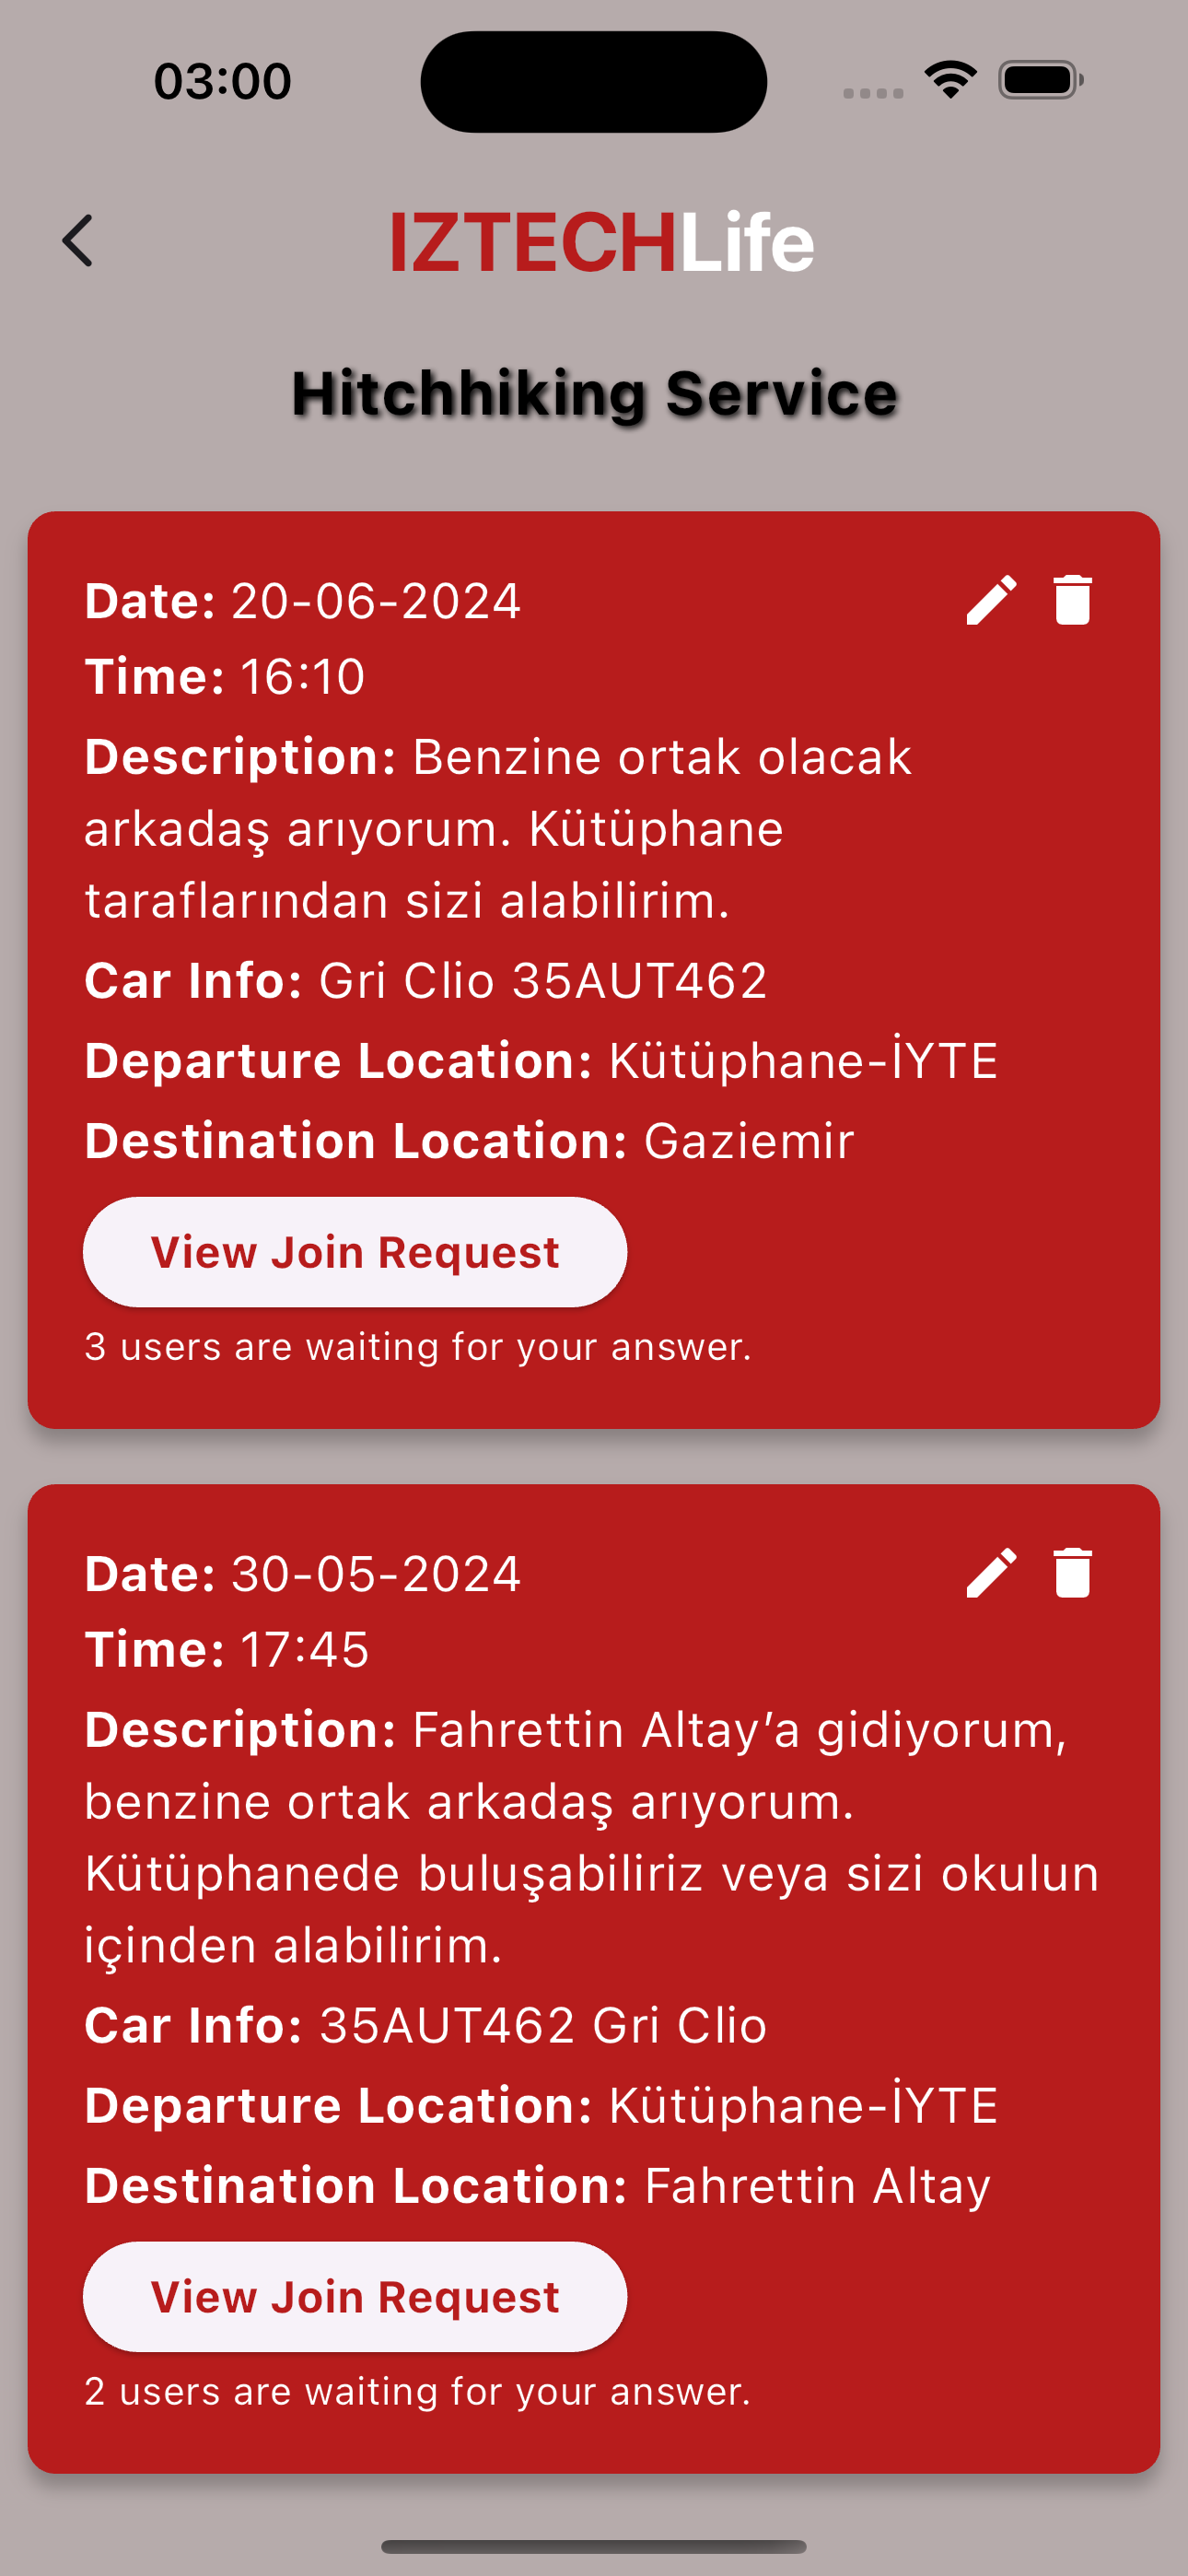 03:00
IZTECHLife
Hitchhiking Service
Date: 20-06-2024
Time: 16:10
Description: Benzine ortak olacak
arkadaş arıyorum. Kütüphane
taraflarından sizi alabilirim.
Car Info: Gri Clio 35AUT462
Departure Location: Kütüphane-İYTE
Destination Location: Gaziemir
View Join Request
3 users are waiting for your answer.
Date: 30-05-2024
Time: 17:45
Description: Fahrettin Altay’a gidiyorum,
benzine ortak arkadaş arıyorum.
Kütüphanede buluşabiliriz veya sizi okulun
içinden alabilirim.
Car Info: 35AUT462 Gri Clio
Departure Location: Kütüphane-İYTE
Destination Location: Fahrettin Altay
View Join Request
2 users are waiting for your answer.